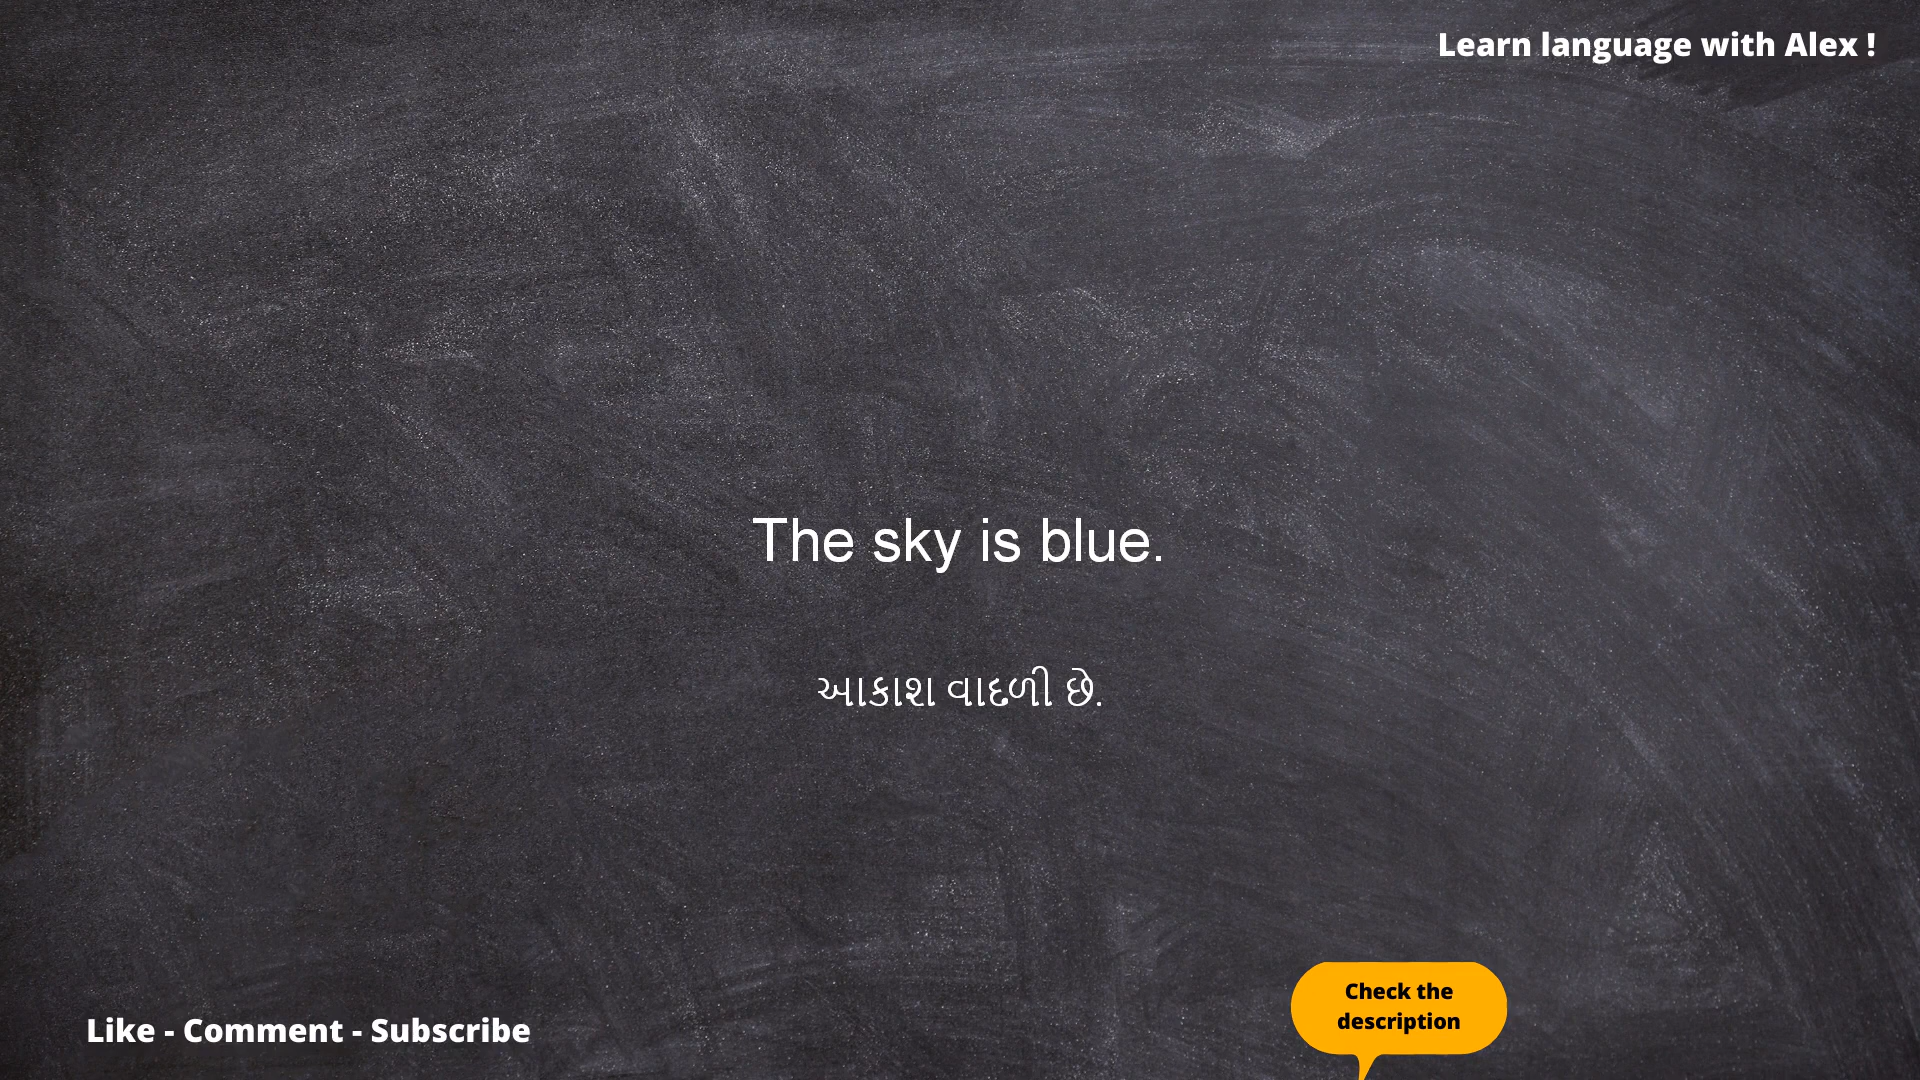 Learn language with Alex !
The sky is blue.
આકાશ વાદળી છે.
Like - Comment - Subscribe
Check the
description